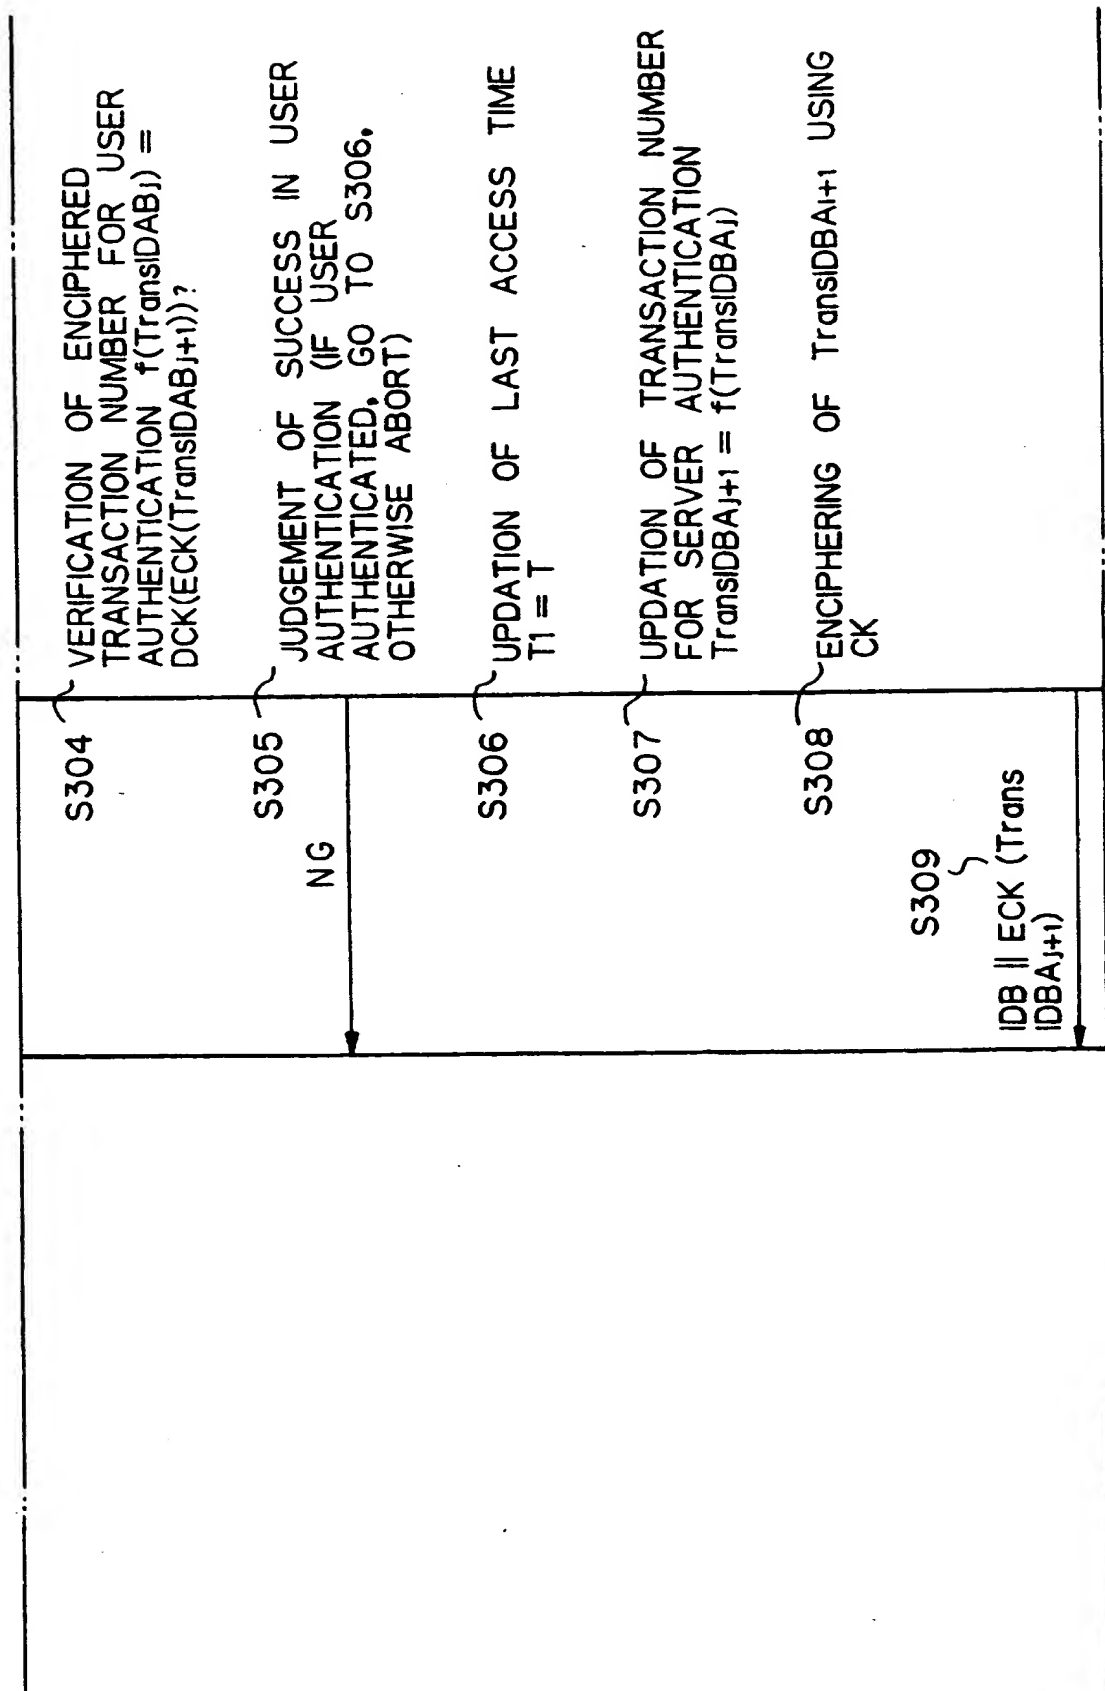 S304
VERIFICATION OF ENCIPHERED
TRANSACTION NUMBER FOR USER
AUTHENTICATION f(TransIDABj) =
DCK(ECK(TransIDABj+1))?
S305
JUDGEMENT OF SUCCESS IN USER
AUTHENTICATION (IF USER
AUTHENTICATED, GO TO S306,
OTHERWISE ABORT)
NG
S306
UPDATION OF LAST ACCESS TIME
T1 = T
S307
UPDATION OF TRANSACTION NUMBER
FOR SERVER AUTHENTICATION
TransIDBAj+1 = f(TransIDBAj)
S308
ENCIPHERING OF TransIDBAi+1 USING
CK
S309
IDB || ECK (Trans
IDBAj+1)